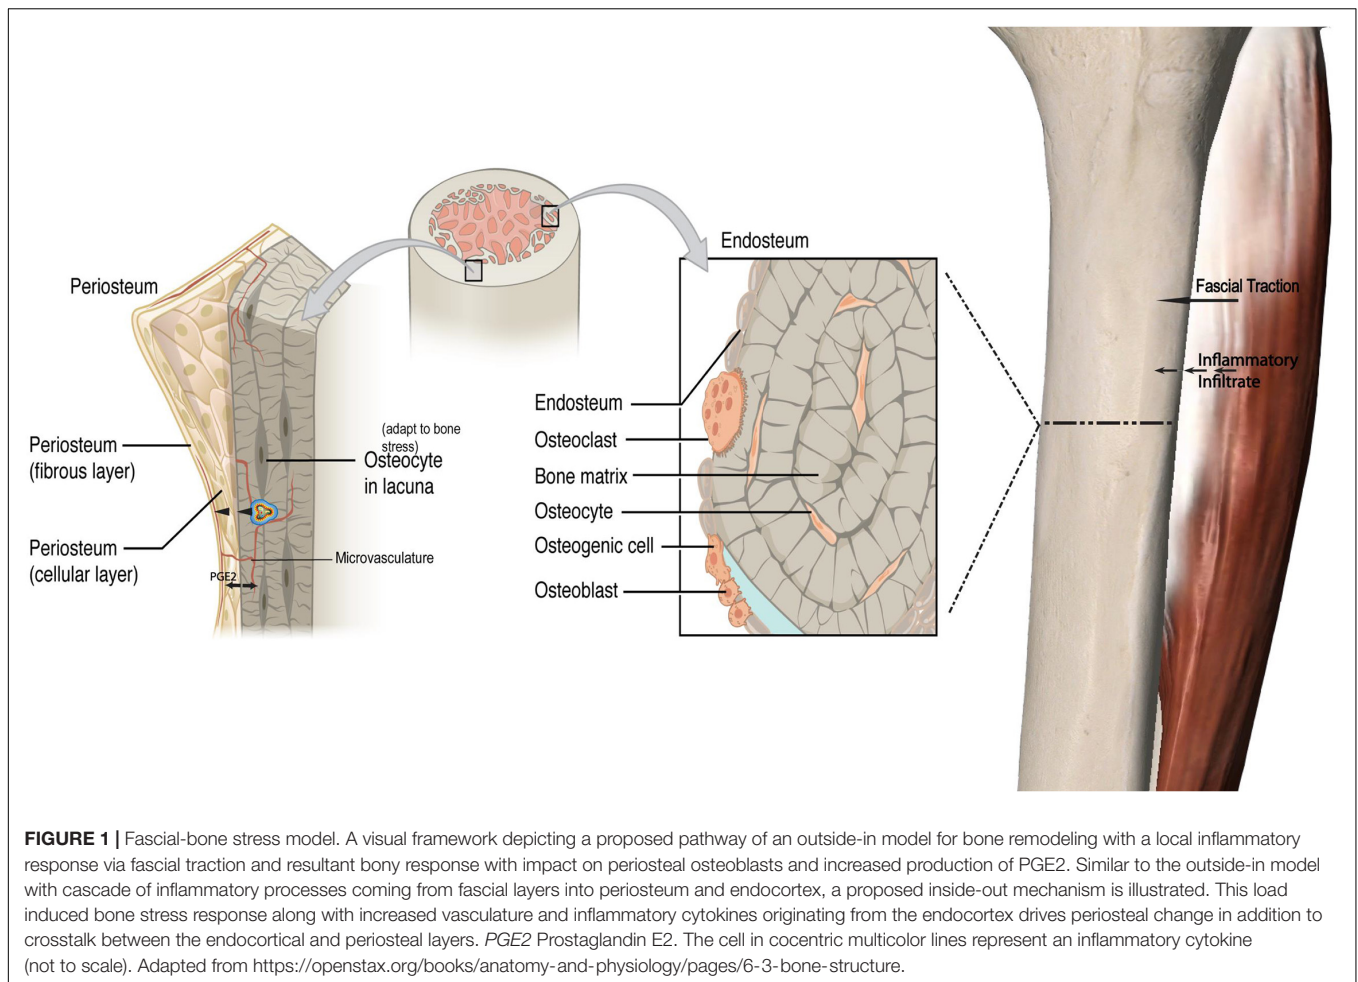 Periosteum
Periosteum
(fibrous layer)
Periosteum
(cellular layer)
PGE2
(adapt to bone
stress)
Osteocyte
in lacuna
Microvasculature
Endosteum
Endosteum
Osteoclast
Bone matrix
Osteocyte
Osteogenic cell
Osteoblast
Fascial Traction
Inflammatory
Infiltrate
FIGURE 1 | Fascial-bone stress model. A visual framework depicting a proposed pathway of an outside-in model for bone remodeling with a local inflammatory
response via fascial traction and resultant bony response with impact on periosteal osteoblasts and increased production of PGE2. Similar to the outside-in model
with cascade of inflammatory processes coming from fascial layers into periosteum and endocortex, a proposed inside-out mechanism is illustrated. This load
induced bone stress response along with increased vasculature and inflammatory cytokines originating from the endocortex drives periosteal change in addition to
crosstalk between the endocortical and periosteal layers. PGE2 Prostaglandin E2. The cell in cocentric multicolor lines represent an inflammatory cytokine
(not to scale). Adapted from https://openstax.org/books/anatomy-and-physiology/pages/6-3-bone-structure.